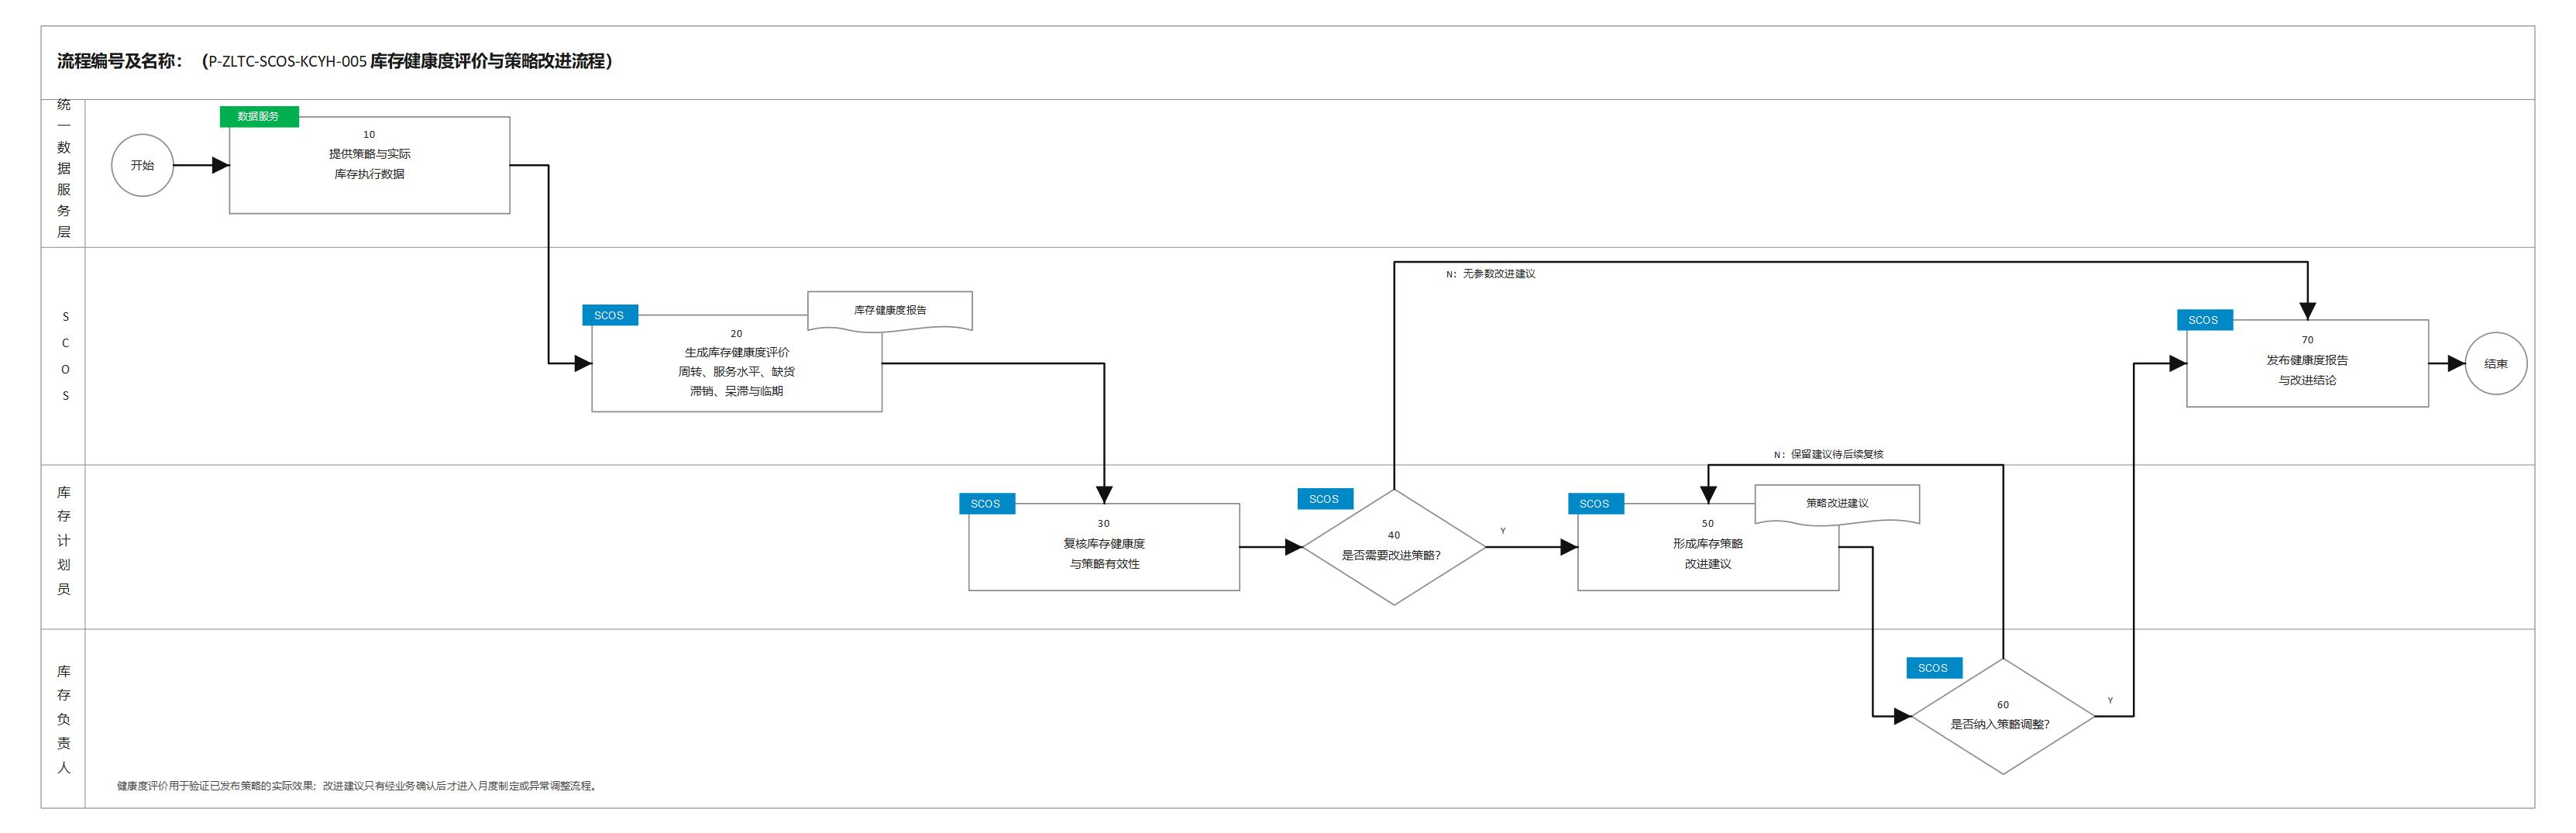 流程编号及名称：（P-ZLTC-SCOS-KCYH-005 库存健康度评价与策略改进流程）
统一数据服务层
开始
数据服务
10
提供策略与实际
库存执行数据
SCOS
SCOS
20
生成库存健康度评价
周转、服务水平、缺货
滞销、呆滞与临期
库存健康度报告
N：无参数改进建议
SCOS
70
发布健康度报告
与改进结论
结束
库存计划员
SCOS
30
复核库存健康度
与策略有效性
SCOS
40
是否需要改进策略？
Y
SCOS
50
形成库存策略
改进建议
策略改进建议
N：保留建议待后续复核
库存负责人
SCOS
60
是否纳入策略调整？
Y
健康度评价用于验证已发布策略的实际效果；改进建议只有经业务确认后才进入月度制定或异常调整流程。